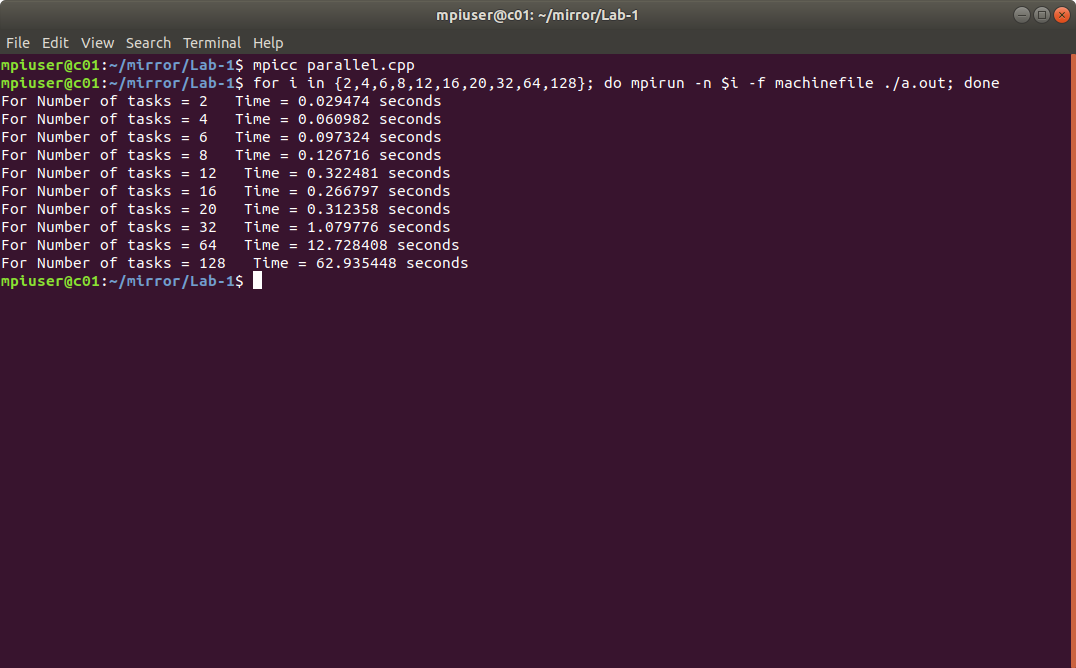 mpiuser@c01: ~/mirror/Lab-1
File Edit View Search Terminal Help
mpiuser@c01:~/mirror/Lab-1$ mpicc parallel.cpp
mpiuser@c01:~/mirror/Lab-1$ for i in {2,4,6,8,12,16,20,32,64,128}; do mpirun -n $i -f machinefile ./a.out; done
For Number of tasks = 2   Time = 0.029474 seconds
For Number of tasks = 4   Time = 0.060982 seconds
For Number of tasks = 6   Time = 0.097324 seconds
For Number of tasks = 8   Time = 0.126716 seconds
For Number of tasks = 12   Time = 0.322481 seconds
For Number of tasks = 16   Time = 0.266797 seconds
For Number of tasks = 20   Time = 0.312358 seconds
For Number of tasks = 32   Time = 1.079776 seconds
For Number of tasks = 64   Time = 12.728408 seconds
For Number of tasks = 128   Time = 62.935448 seconds
mpiuser@c01:~/mirror/Lab-1$